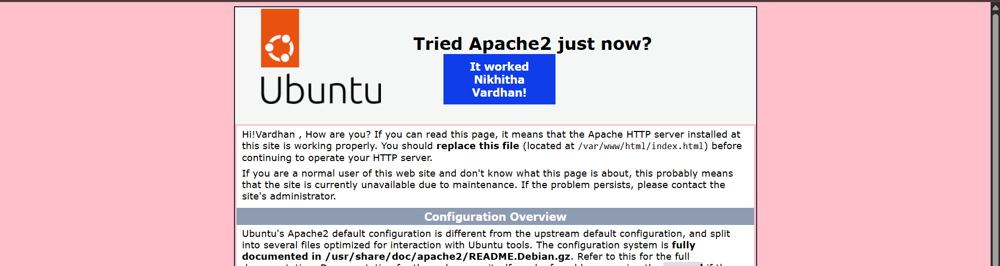 Tried Apache2 just now?
It worked
Nikhitha
Vardhan!
Ubuntu
Hi!Vardhan , How are you? If you can read this page, it means that the Apache HTTP server installed at
this site is working properly. You should replace this file (located at /var/www/html/index.html) before
continuing to operate your HTTP server.
If you are a normal user of this web site and don't know what this page is about, this probably means
that the site is currently unavailable due to maintenance. If the problem persists, please contact the
site's administrator.
Configuration Overview
Ubuntu's Apache2 default configuration is different from the upstream default configuration, and split
into several files optimized for interaction with Ubuntu tools. The configuration system is fully
documented in /usr/share/doc/apache2/README.Debian.gz. Refer to this for the full